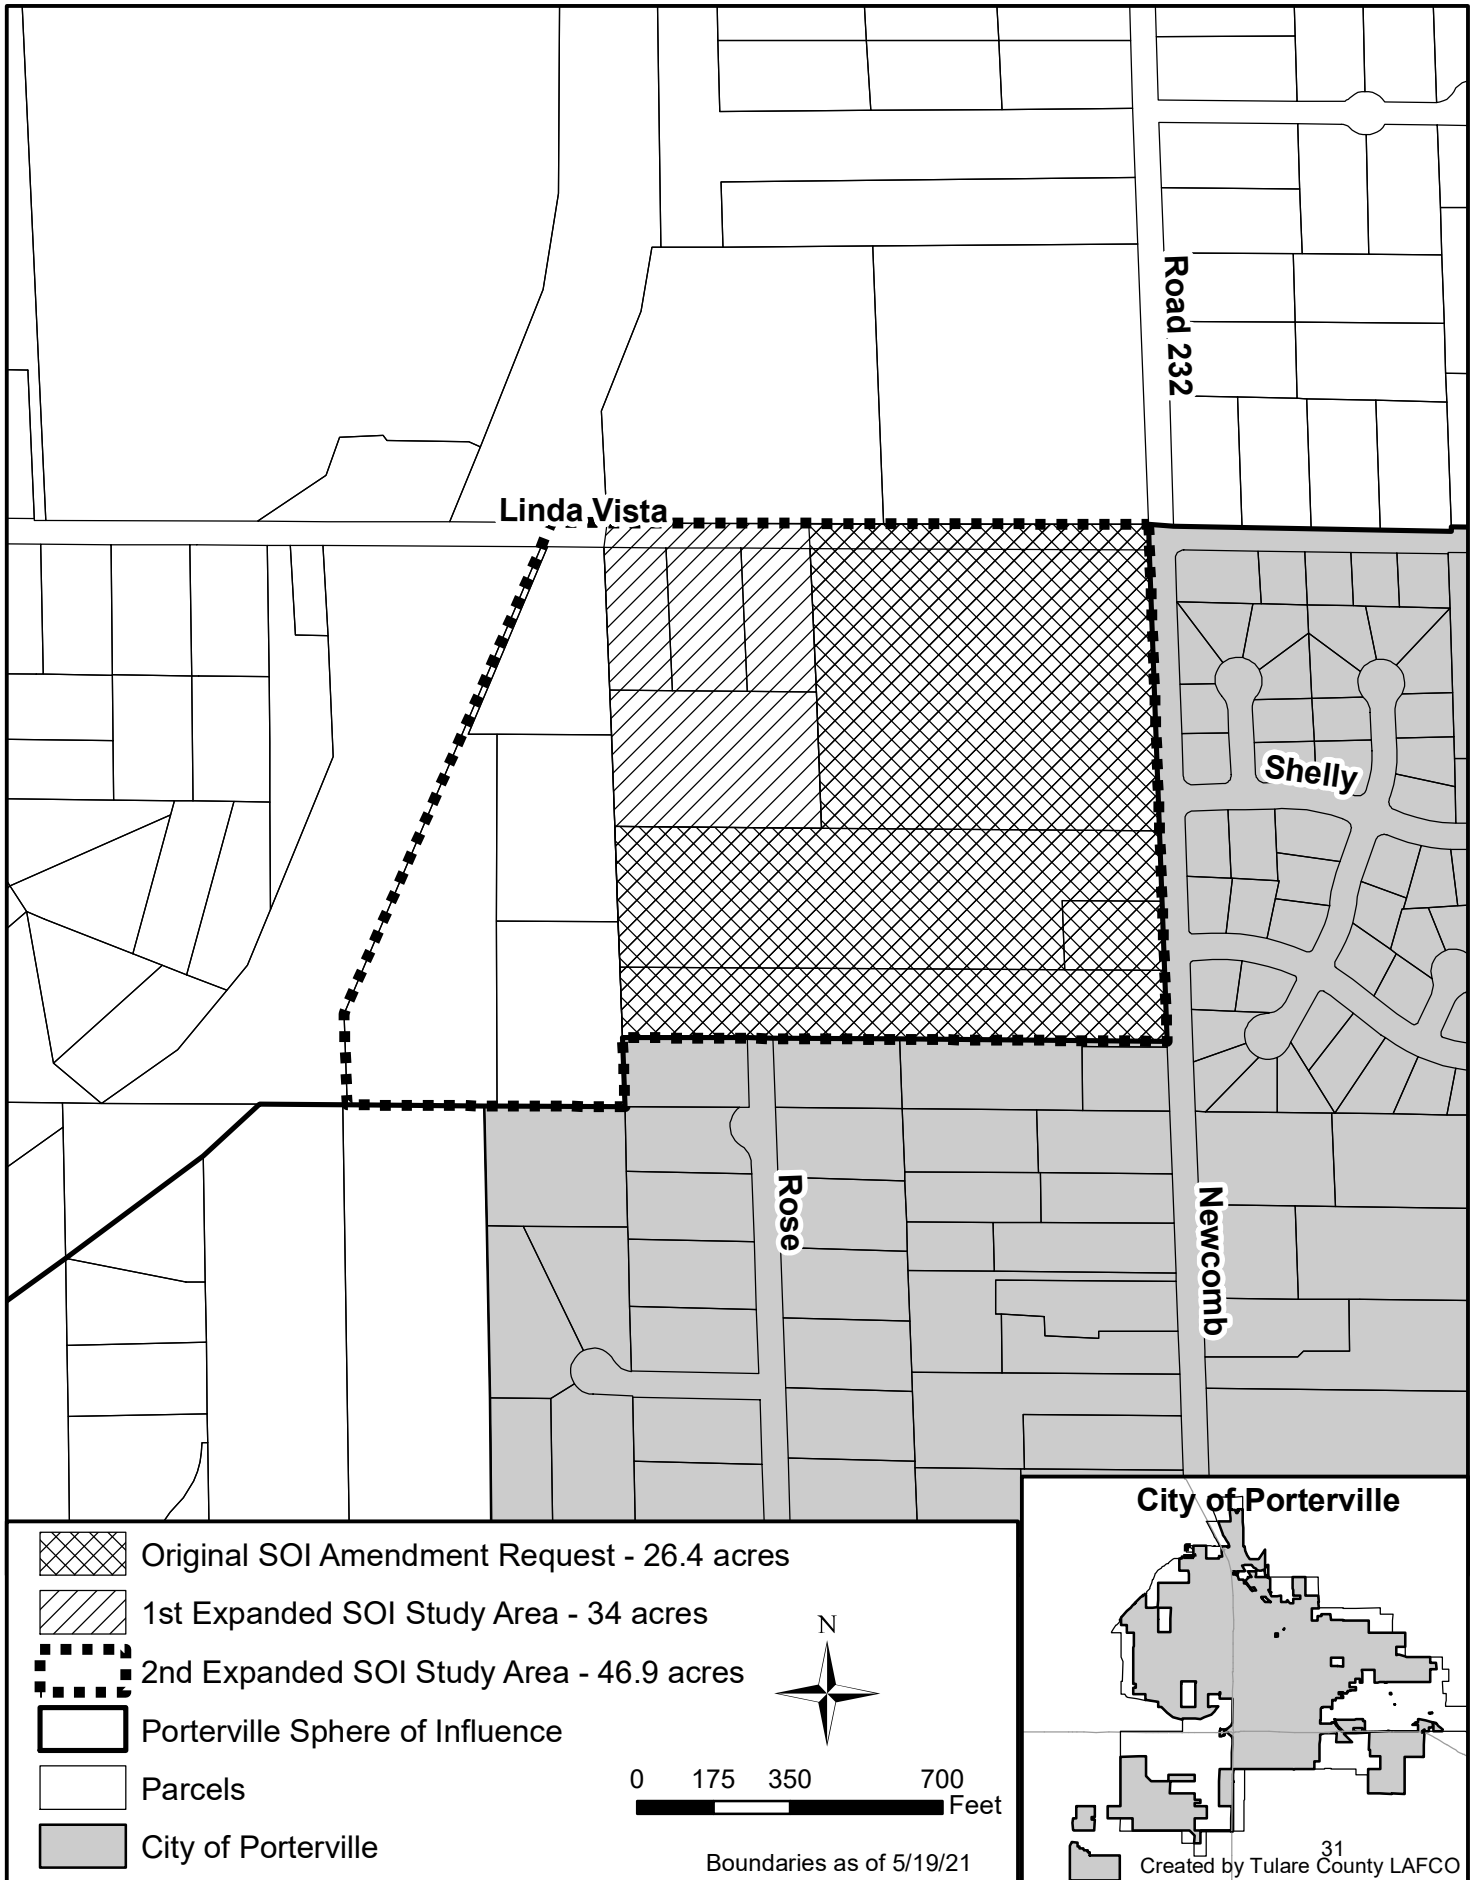 Road 232
Linda Vista
Shelly
Rose
Newcomb
Original SOI Amendment Request - 26.4 acres
1st Expanded SOI Study Area - 34 acres
2nd Expanded SOI Study Area - 46.9 acres
Porterville Sphere of Influence
Parcels
City of Porterville
N
0 175 350 700
Feet
Boundaries as of 5/19/21
City of Porterville
31
Created by Tulare County LAFCO